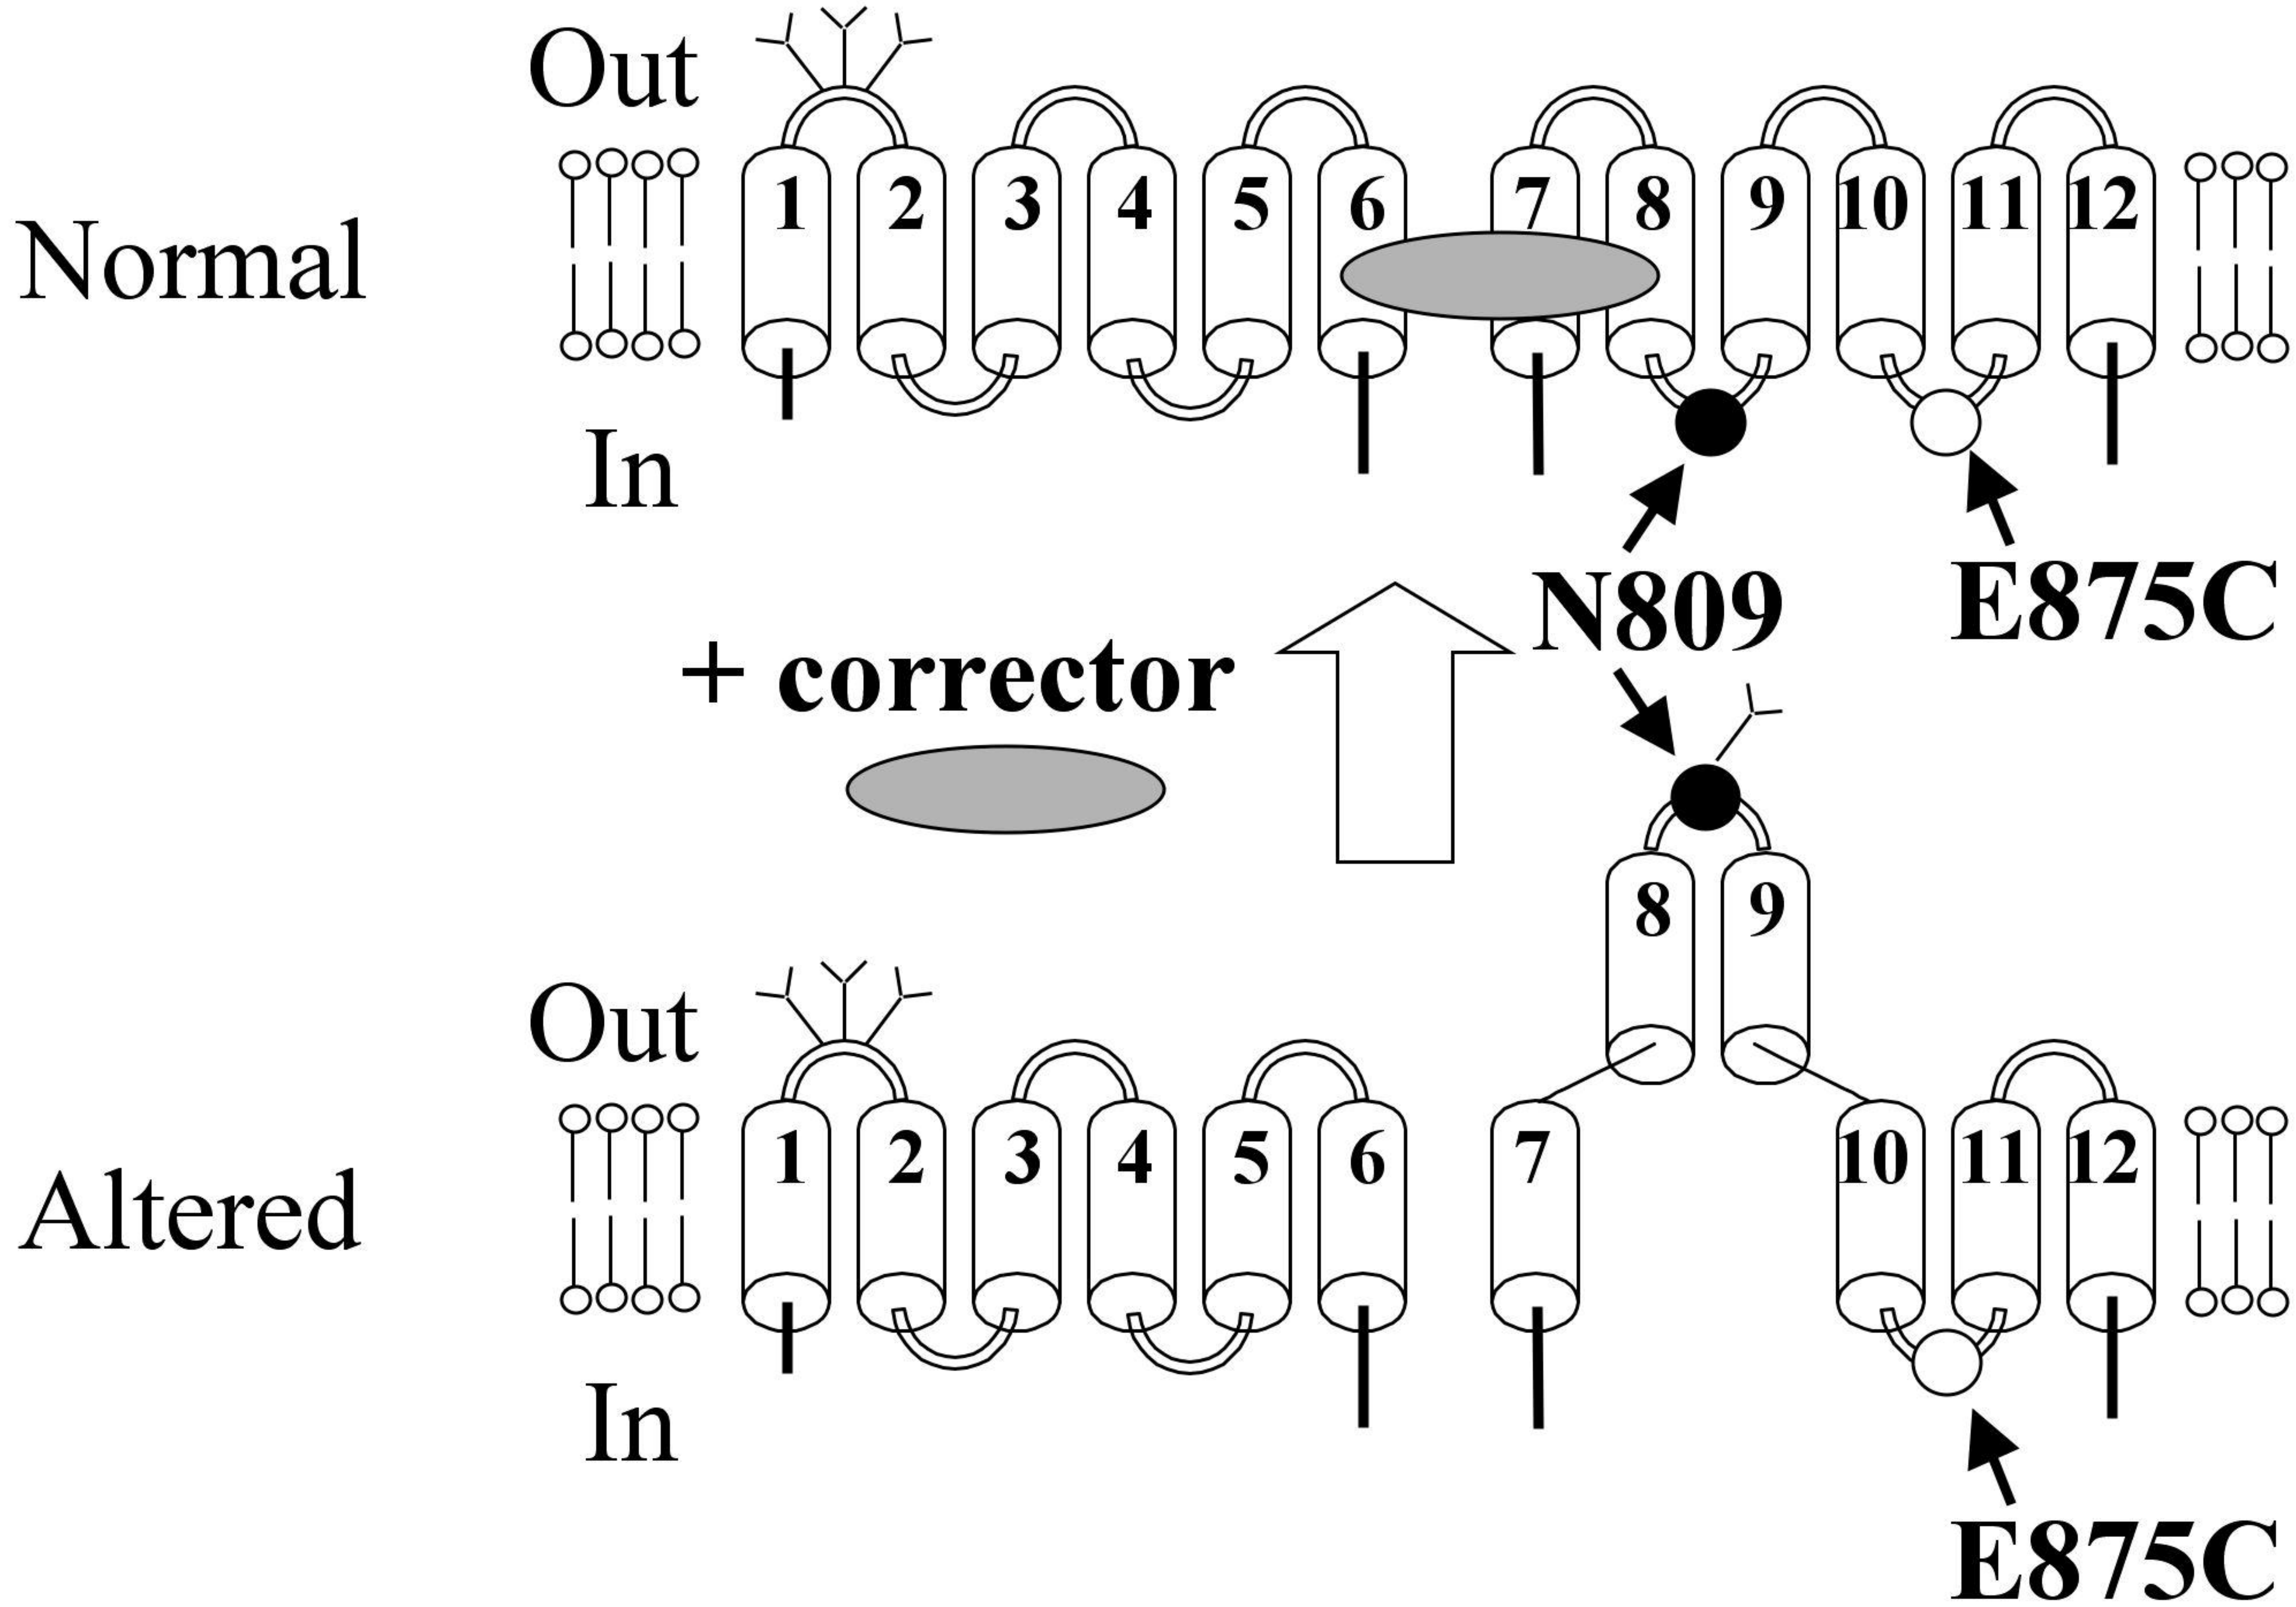 Out
1 2 3 4 5 6 7 8 9 10 11 12
Normal
In
N809
E875C
+ corrector
8 9
Out
1 2 3 4 5 6 7 10 11 12
Altered
In
E875C